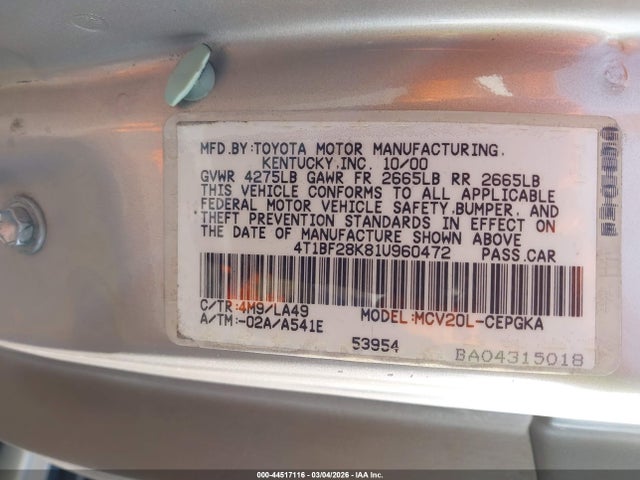 MFD.BY:TOYOTA MOTOR MANUFACTURING.
KENTUCKY,INC. 10/00
GVWR 4275LB GAWR FR 2665LB RR 2665LB
THIS VEHICLE CONFORMS TO ALL APPLICABLE
FEDERAL MOTOR VEHICLE SAFETY,BUMPER, AND
THEFT PREVENTION STANDARDS IN EFFECT ON
THE DATE OF MANUFACTURE SHOWN ABOVE
4T1BF28K81U960472 PASS.CAR
C/TR:4M9/LA49 MODEL:MCV20L-CEPGKA
A/TM:-02A/A541E
53954
BA04315018
000-44517116 - 03/04/2026 - IAA Inc.